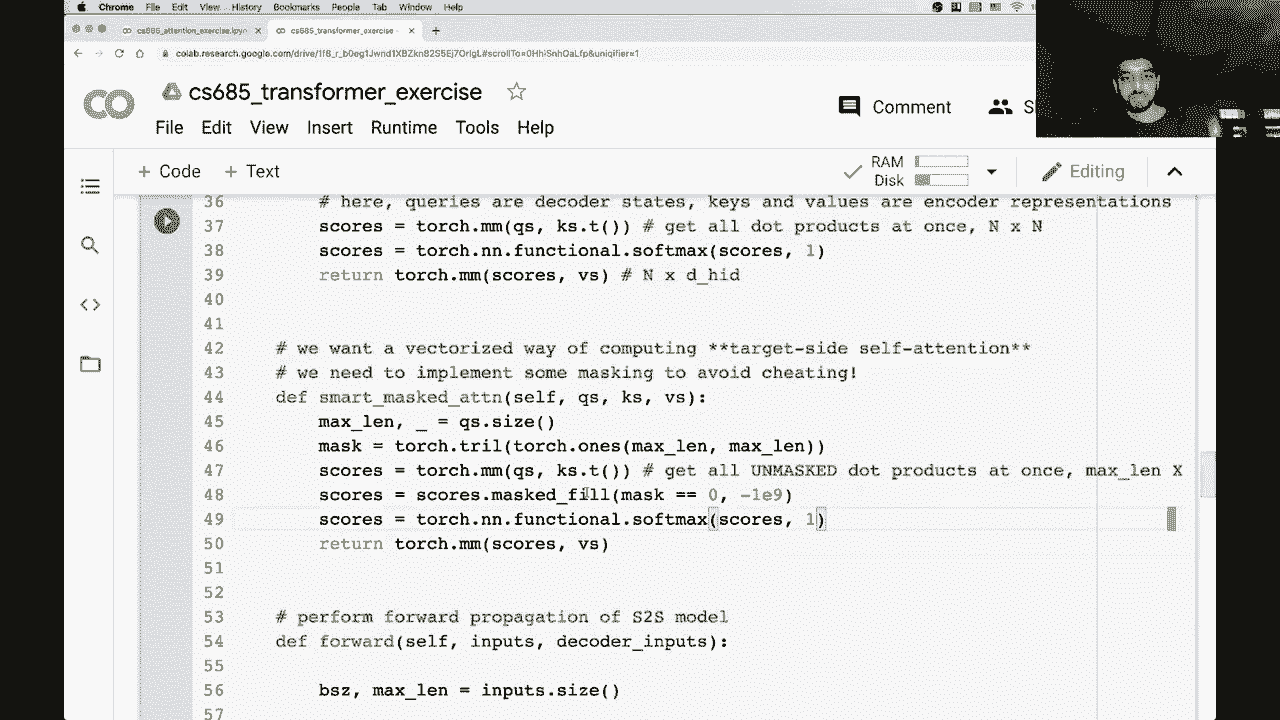 Chrome File Edit View History Bookmarks People Tab Window Help
cs685_attention_exercise.ipyn
cs685_transformer_exercise -
colab.research.google.com/drive/1f6_r_b0eg1Jwnd1XBZkn82S5Ej7OrlgL#scrollTo=0HhiSnhOaLfp&uniqifier=1
CO cs685_transformer_exercise
Comment S
File Edit View Insert Runtime Tools Help
+ Code + Text
RAM
Disk
Editing
36 # here, queries are decoder states, keys and values are encoder representations
37 scores = torch.mm(qs, ks.t()) # get all dot products at once, N x N
38 scores = torch.nn.functional.softmax(scores, 1)
39 return torch.mm(scores, vs) # N x d_hid
40
41
42 # we want a vectorized way of computing **target-side self-attention**
43 # we need to implement some masking to avoid cheating!
44 def smart_masked_attn(self, qs, ks, vs):
45 max_len, _ = qs.size()
46 mask = torch.tril(torch.ones(max_len, max_len))
47 scores = torch.mm(qs, ks.t()) # get all UNMASKED dot products at once, max_len X
48 scores = scores.masked_fill(mask == 0, -1e9)
49 scores = torch.nn.functional.softmax(scores, 1)
50 return torch.mm(scores, vs)
51
52
53 # perform forward propagation of S2S model
54 def forward(self, inputs, decoder_inputs):
55
56 bsz, max_len = inputs.size()
57